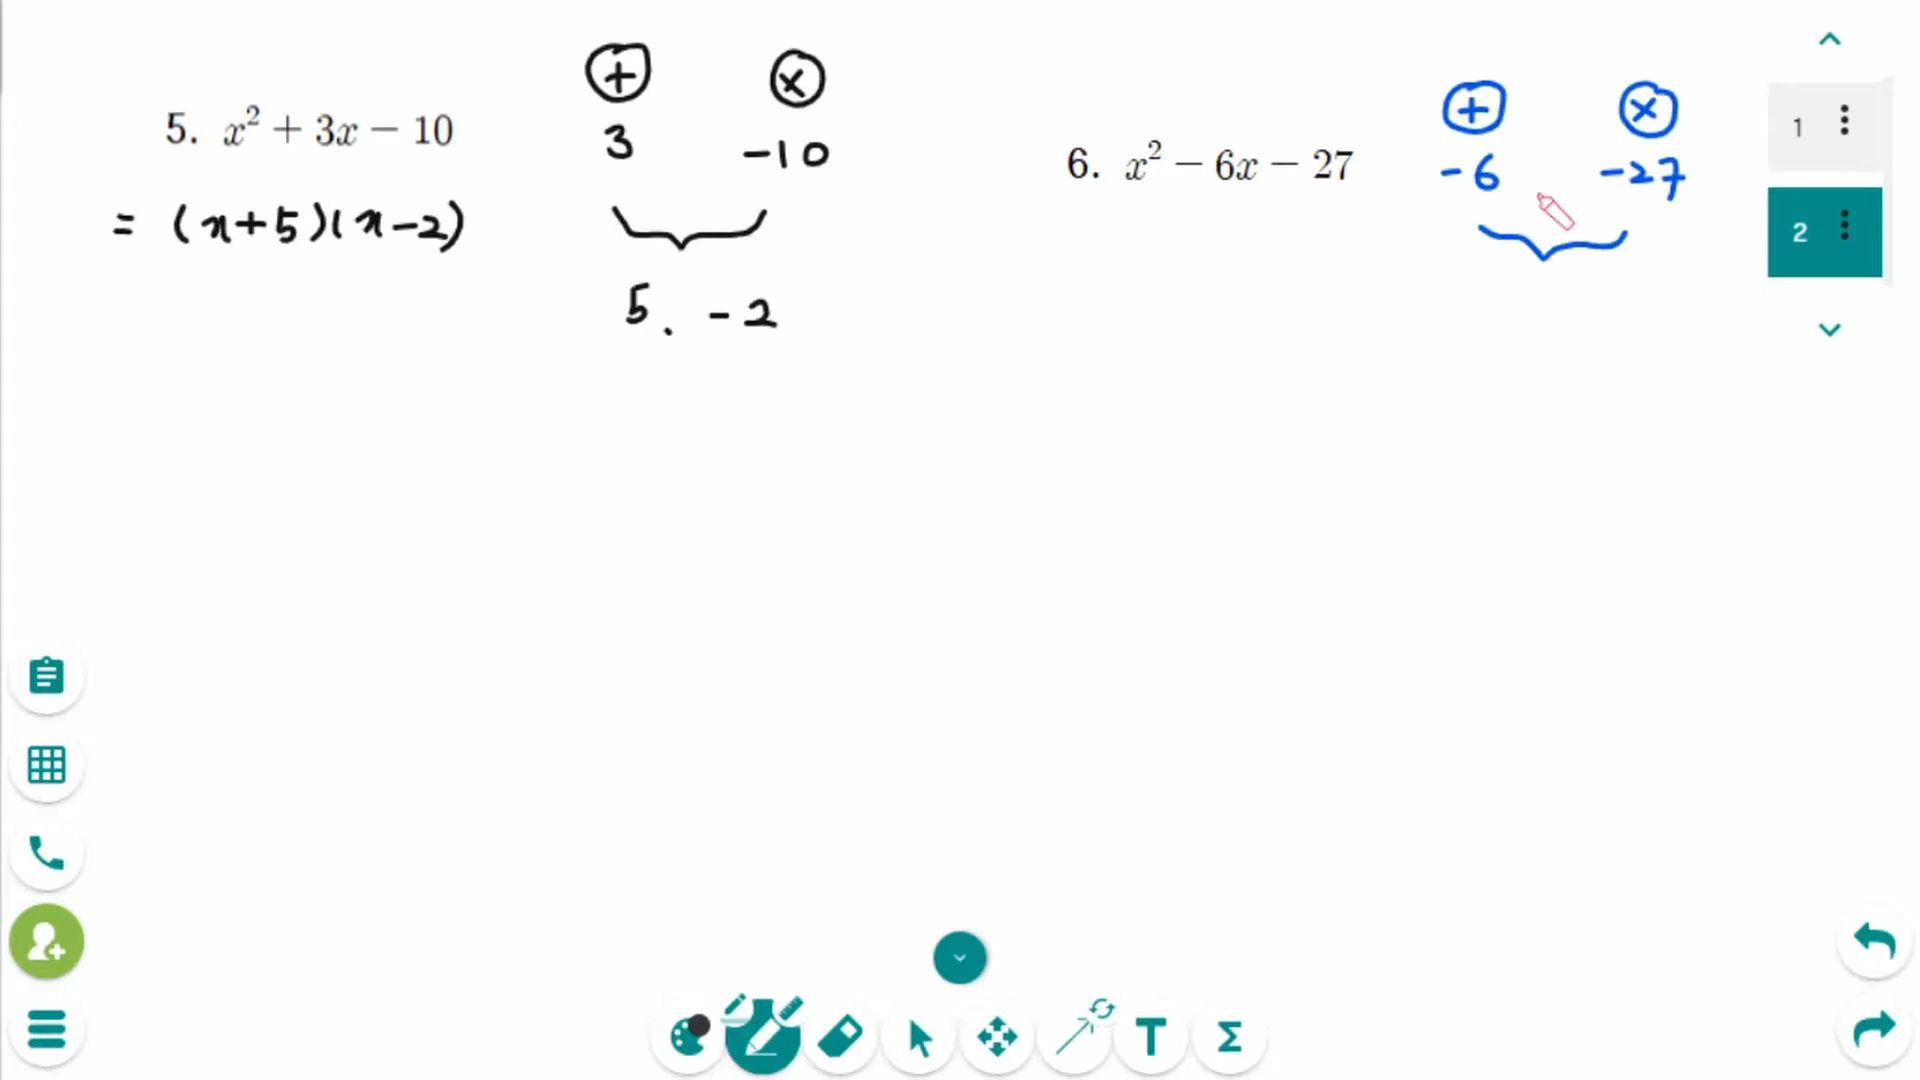 5. x² + 3x − 10
= (x+5)(x−2)
+ ×
3 −10
5. −2
6. x² − 6x − 27
+ ×
−6 −27
1
2
T
Σ